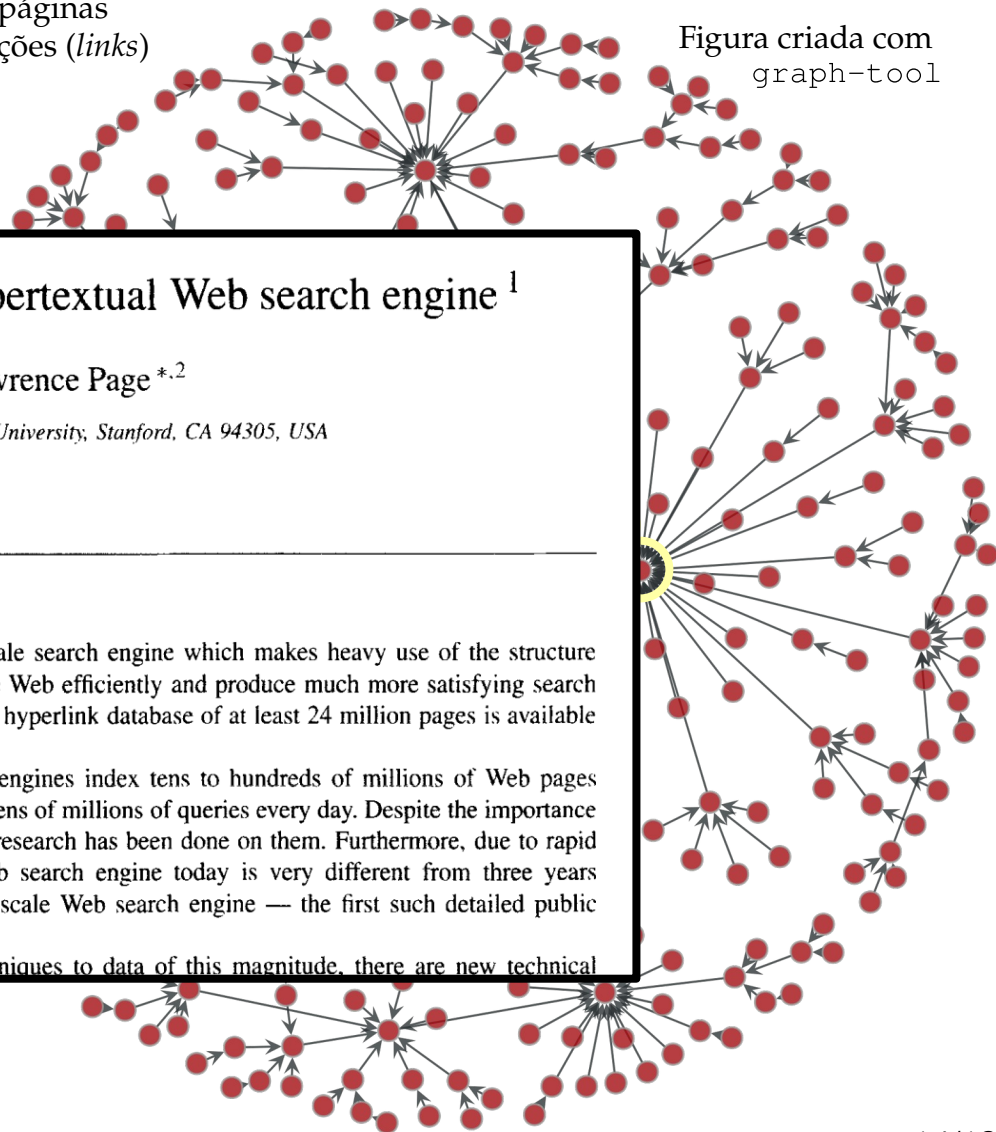 páginas
ções (links)
Figura criada com
graph-tool
pertextual Web search engine 1
wrence Page *,2
University, Stanford, CA 94305, USA
ale search engine which makes heavy use of the structure
Web efficiently and produce much more satisfying search
hyperlink database of at least 24 million pages is available
engines index tens to hundreds of millions of Web pages
ens of millions of queries every day. Despite the importance
research has been done on them. Furthermore, due to rapid
b search engine today is very different from three years
scale Web search engine — the first such detailed public
niques to data of this magnitude, there are new technical